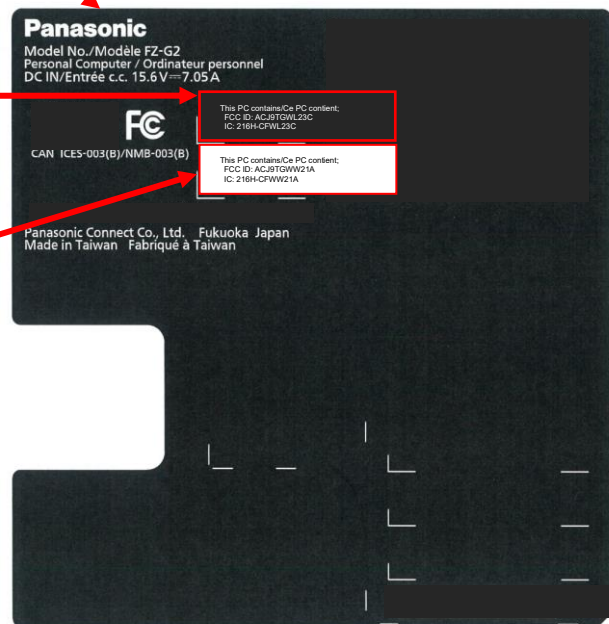 Panasonic
Model No./Modèle FZ-G2
Personal Computer / Ordinateur personnel
DC IN/Entrée c.c. 15.6 V⎓7.05 A
This PC contains/Ce PC contient;
FCC ID: ACJ9TGWL23C
IC: 216H-CFWL23C
FC
CAN ICES-003(B)/NMB-003(B)
This PC contains/Ce PC contient;
FCC ID: ACJ9TGWW21A
IC: 216H-CFWW21A
Panasonic Connect Co., Ltd. Fukuoka Japan
Made in Taiwan Fabriqué à Taiwan